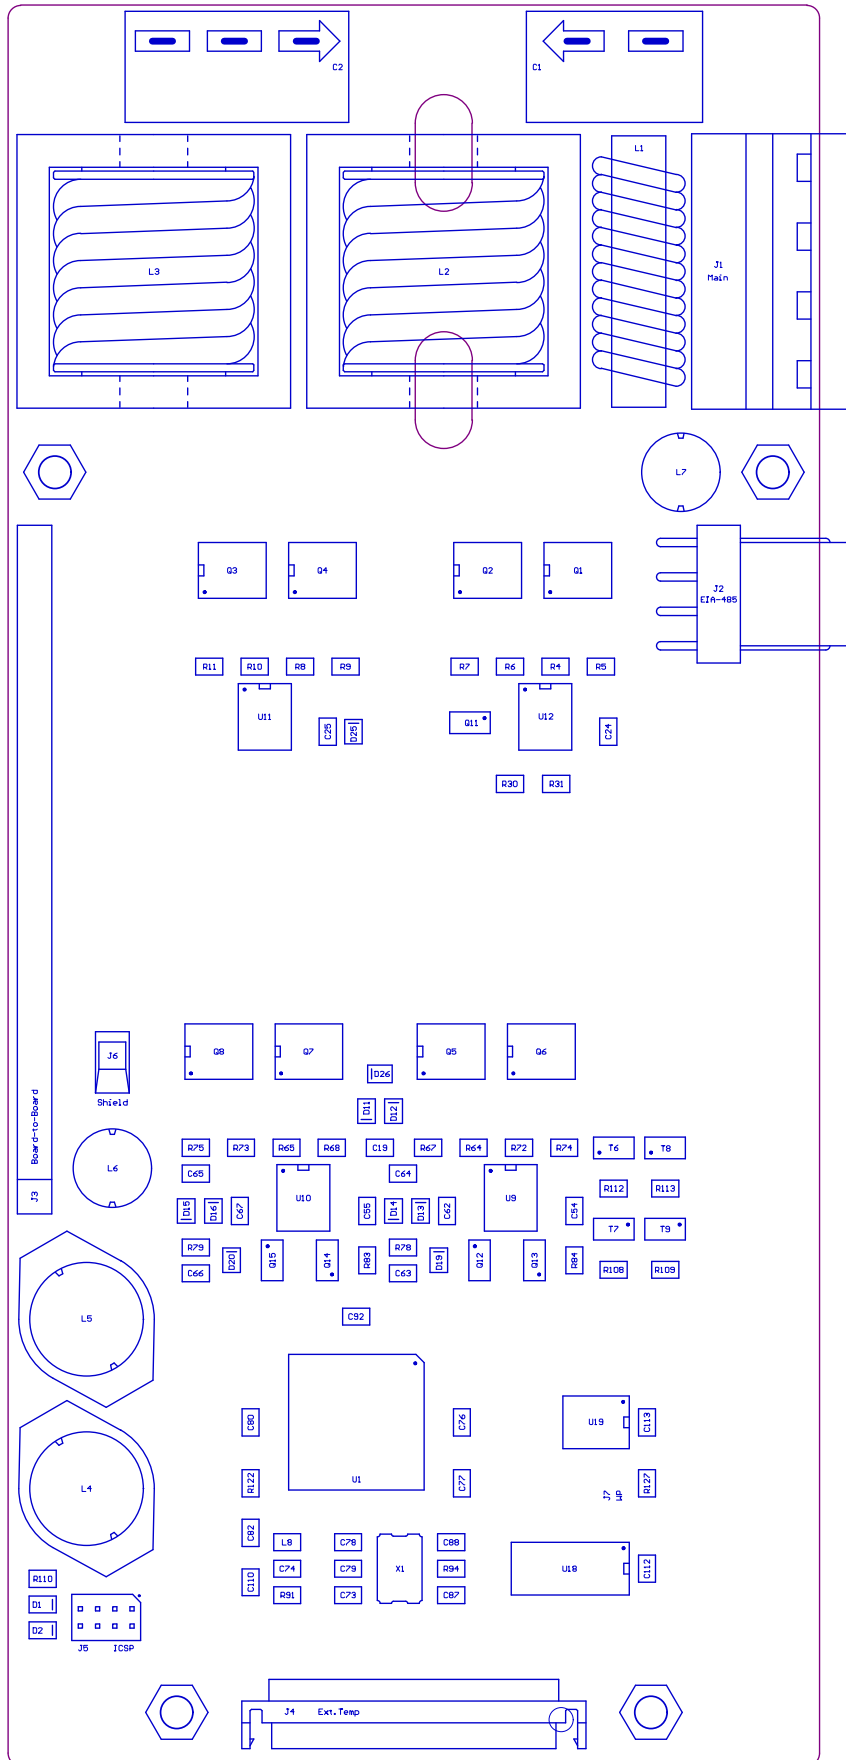 C2
C1
L1
L3
L2
J1
Main
L7
Q3
Q4
Q2
Q1
J2
EIA-485
R11
R10
R8
R9
R7
R6
R4
R5
U11
C25
D25
Q11
U12
C24
R30
R31
Q8
Q7
Q5
Q6
J6
Shield
D26
D11
D12
Board-to-Board
J3
L6
R75
R73
R65
R68
C19
R67
R64
R72
R74
T6
T8
C65
C64
R112
R113
D15
D16
C67
U10
C55
D14
D13
C62
U9
C54
T7
T9
R79
C66
D20
Q15
Q14
R83
R78
C63
D19
Q12
Q13
R84
R108
R109
L5
C92
C80
C76
U19
C113
U1
R122
C77
J7
WP
R127
L4
C82
L8
C78
C88
C110
C74
C79
X1
R94
U18
C112
R91
C73
C87
R110
D1
D2
J5
ICSP
J4
Ext.Temp